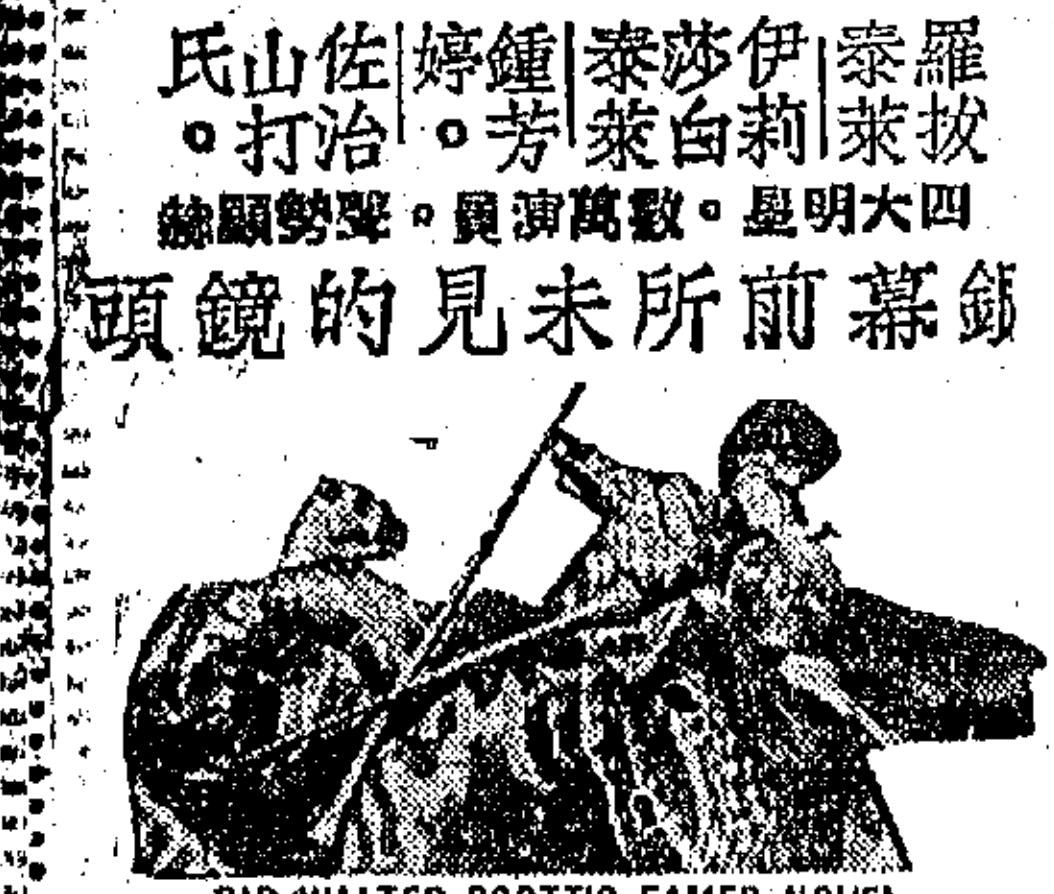 羅拔泰萊
伊莉莎白泰萊
鍾芳婷。
佐治山打氏。
四大明星。數萬演員。聲勢顯赫
銀幕前所未見的鏡頭
SIR WALTER SCOTT'S FAMED NOVEL